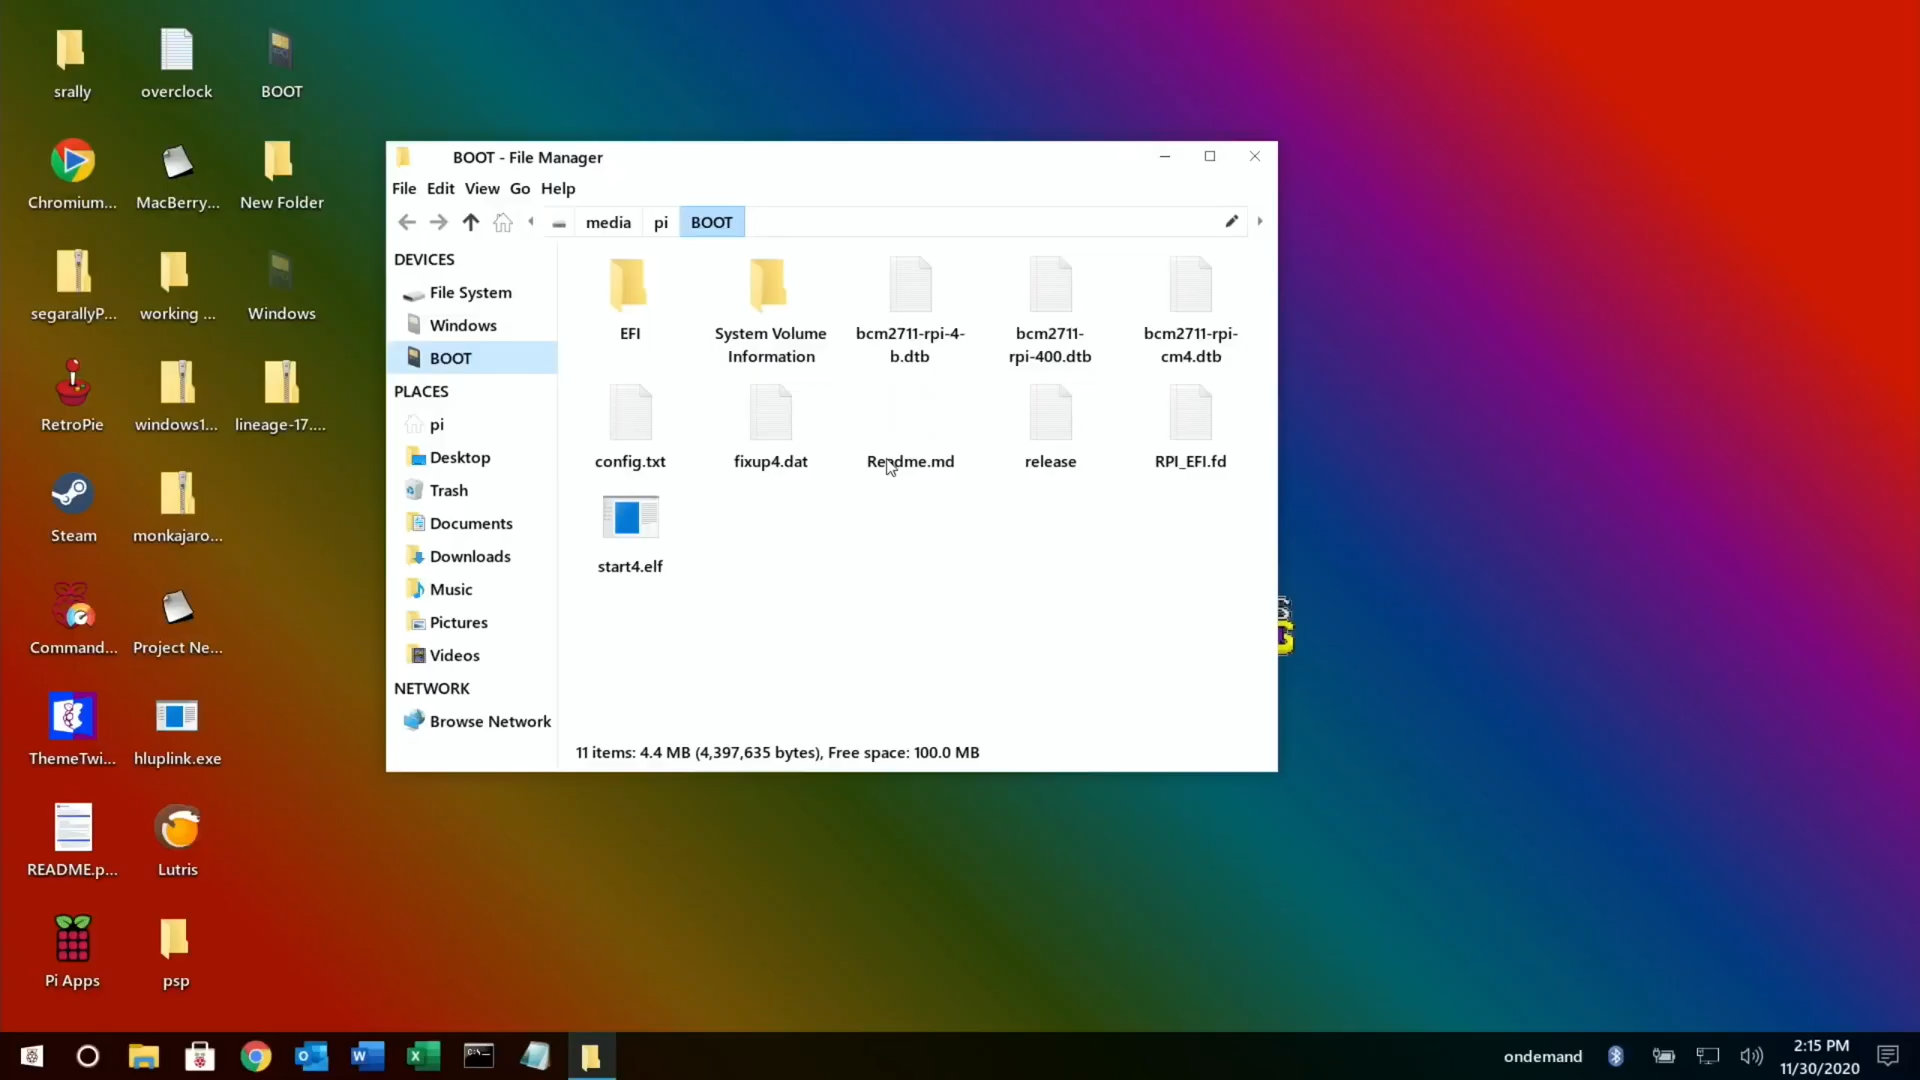 srally
overclock
BOOT
Chromium...
MacBerry...
New Folder
segarallyP...
working ...
Windows
RetroPie
windows1...
lineage-17....
Steam
monkajaro...
Command...
Project Ne...
ThemeTwi...
hluplink.exe
README.p...
Lutris
Pi Apps
psp
BOOT - File Manager
File Edit View Go Help
media pi BOOT
DEVICES
File System
Windows
BOOT
PLACES
pi
Desktop
Trash
Documents
Downloads
Music
Pictures
Videos
NETWORK
Browse Network
EFI
System Volume
Information
bcm2711-rpi-4-
b.dtb
bcm2711-
rpi-400.dtb
bcm2711-rpi-
cm4.dtb
config.txt
fixup4.dat
Readme.md
release
RPI_EFI.fd
start4.elf
11 items: 4.4 MB (4,397,635 bytes), Free space: 100.0 MB
ondemand
2:15 PM
11/30/2020